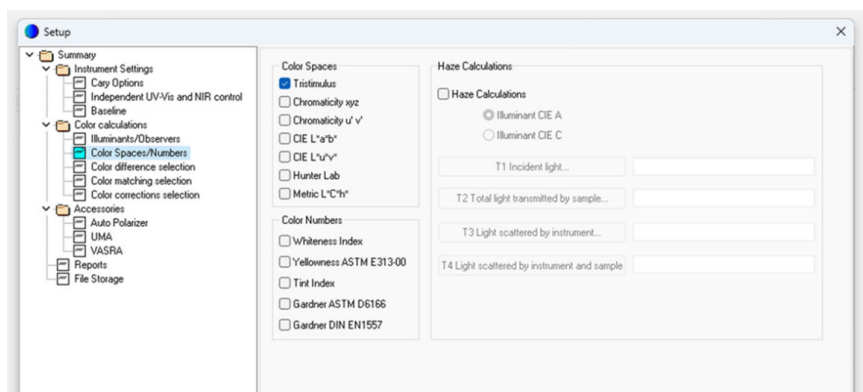 Setup
Summary
Instrument Settings
Cary Options
Independent UV-Vis and NIR control
Baseline
Color calculations
Illuminants/Observers
Color Spaces/Numbers
Color difference selection
Color matching selection
Color corrections selection
Accessories
Auto Polarizer
UMA
VASRA
Reports
File Storage
Color Spaces
Tristimulus
Chromaticity xyz
Chromaticity u' v'
CIE L*a*b*
CIE L*u*v*
Hunter Lab
Metric L*C*h*
Color Numbers
Whiteness Index
Yellowness ASTM E313-00
Tint Index
Gardner ASTM D6166
Gardner DIN EN1557
Haze Calculations
Haze Calculations
Illuminant CIE A
Illuminant CIE C
T1 Incident light...
T2 Total light transmitted by sample...
T3 Light scattered by instrument...
T4 Light scattered by instrument and sample